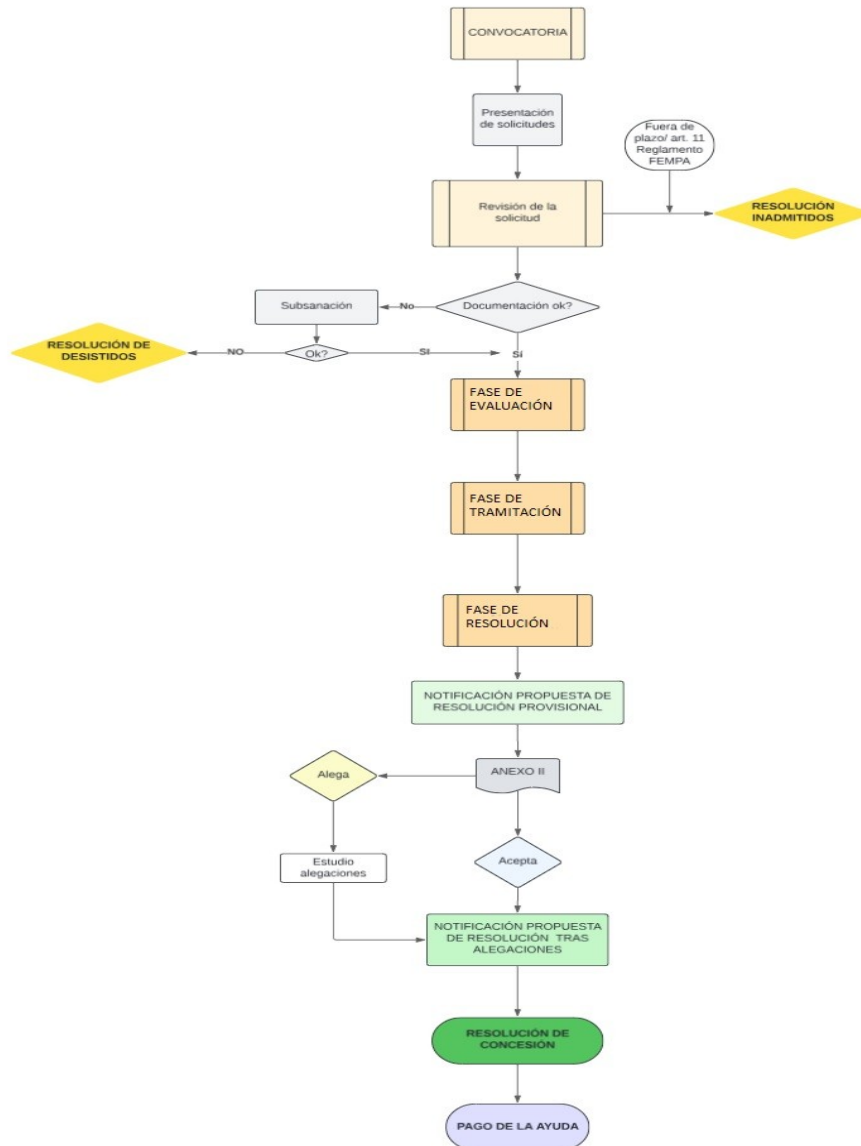 CONVOCATORIA
Presentación
de solicitudes
Fuera de
plazo/ art. 11
Reglamento
FEMPA
Revisión de la
solicitud
RESOLUCIÓN
INADMITIDOS
Subsanación
No
Documentación ok?
RESOLUCIÓN DE
DESISTIDOS
NO
Ok?
SI
Sí
FASE DE
EVALUACIÓN
FASE DE
TRAMITACIÓN
FASE DE
RESOLUCIÓN
NOTIFICACIÓN PROPUESTA DE
RESOLUCIÓN PROVISIONAL
Alega
ANEXO II
Estudio
alegaciones
Acepta
NOTIFICACIÓN PROPUESTA
DE RESOLUCIÓN TRAS
ALEGACIONES
RESOLUCIÓN DE
CONCESIÓN
PAGO DE LA AYUDA